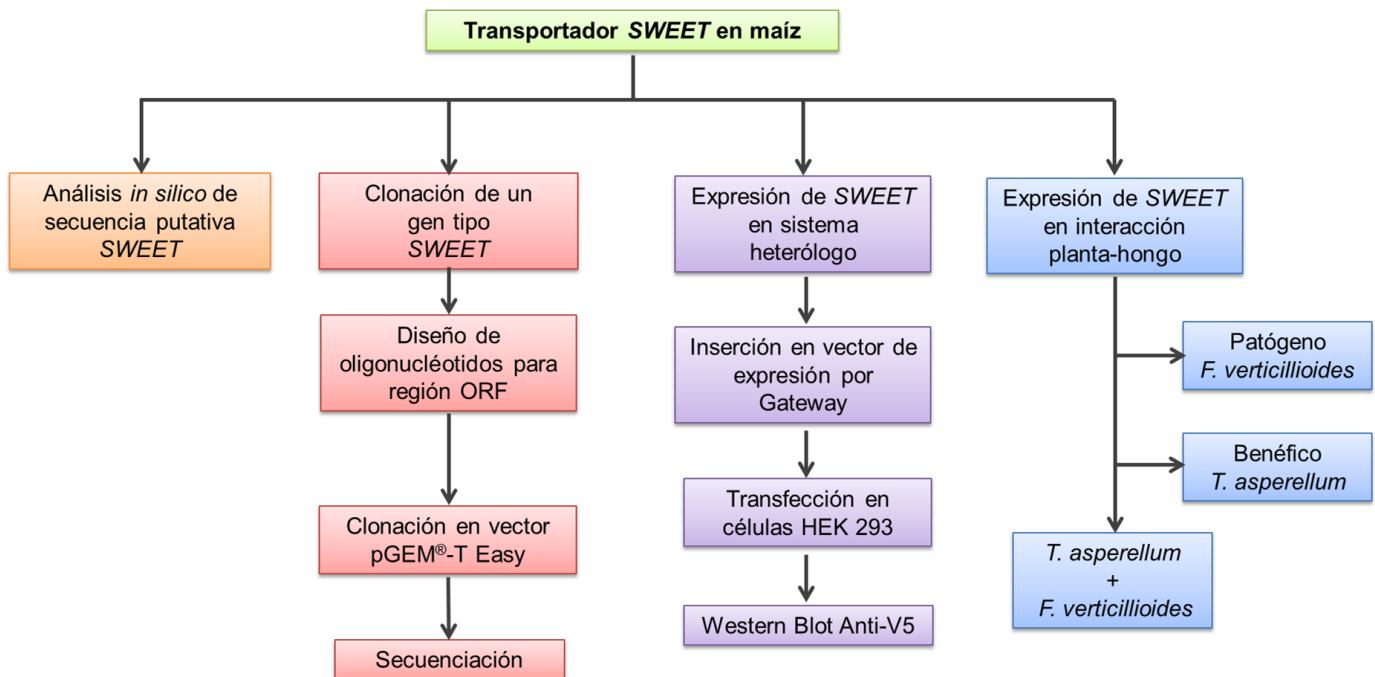 Transportador SWEET en maíz
Análisis in silico de
secuencia putativa
SWEET
Clonación de un
gen tipo
SWEET
Diseño de
oligonucléotidos para
región ORF
Clonación en vector
pGEM®-T Easy
Secuenciación
Expresión de SWEET
en sistema
heterólogo
Inserción en vector de
expresión por
Gateway
Transfección en
células HEK 293
Western Blot Anti-V5
Expresión de SWEET
en interacción
planta-hongo
Patógeno
F. verticillioides
Benéfico
T. asperellum
T. asperellum
+
F. verticillioides